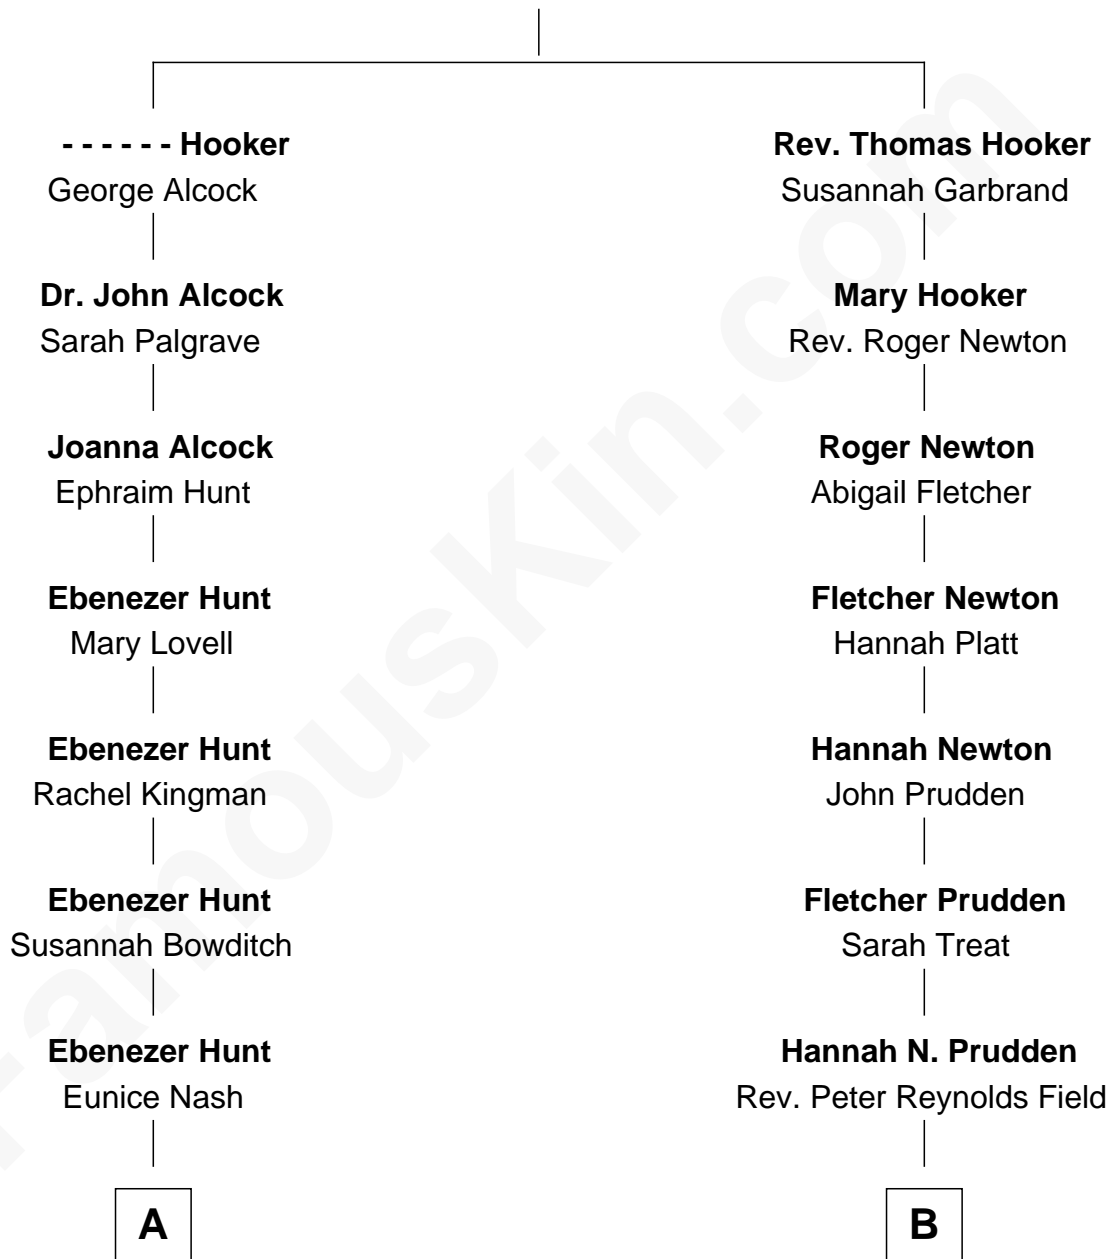 - - - - - - Hooker
George Alcock
Rev. Thomas Hooker
Susannah Garbrand
Dr. John Alcock
Sarah Palgrave
Mary Hooker
Rev. Roger Newton
Joanna Alcock
Ephraim Hunt
Roger Newton
Abigail Fletcher
Ebenezer Hunt
Mary Lovell
Fletcher Newton
Hannah Platt
Ebenezer Hunt
Rachel Kingman
Hannah Newton
John Prudden
Ebenezer Hunt
Susannah Bowditch
Fletcher Prudden
Sarah Treat
Ebenezer Hunt
Eunice Nash
Hannah N. Prudden
Rev. Peter Reynolds Field
A
B
FamousKin.com